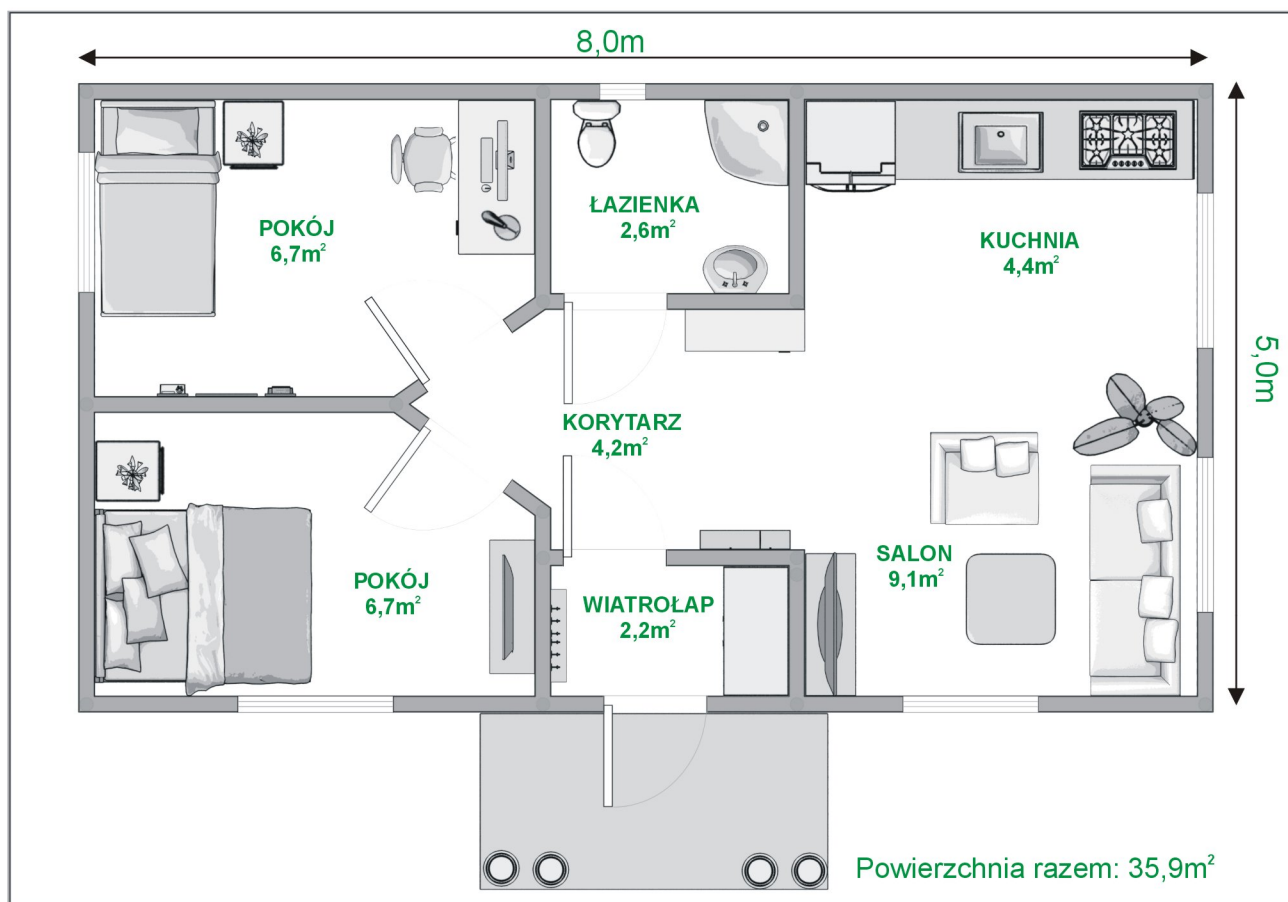 8,0m
POKÓJ
6,7m²
ŁAZIENKA
2,6m²
KUCHNIA
4,4m²
5,0m
KORYTARZ
4,2m²
POKÓJ
6,7m²
WIATROŁAP
2,2m²
SALON
9,1m²
Powierzchnia razem: 35,9m²